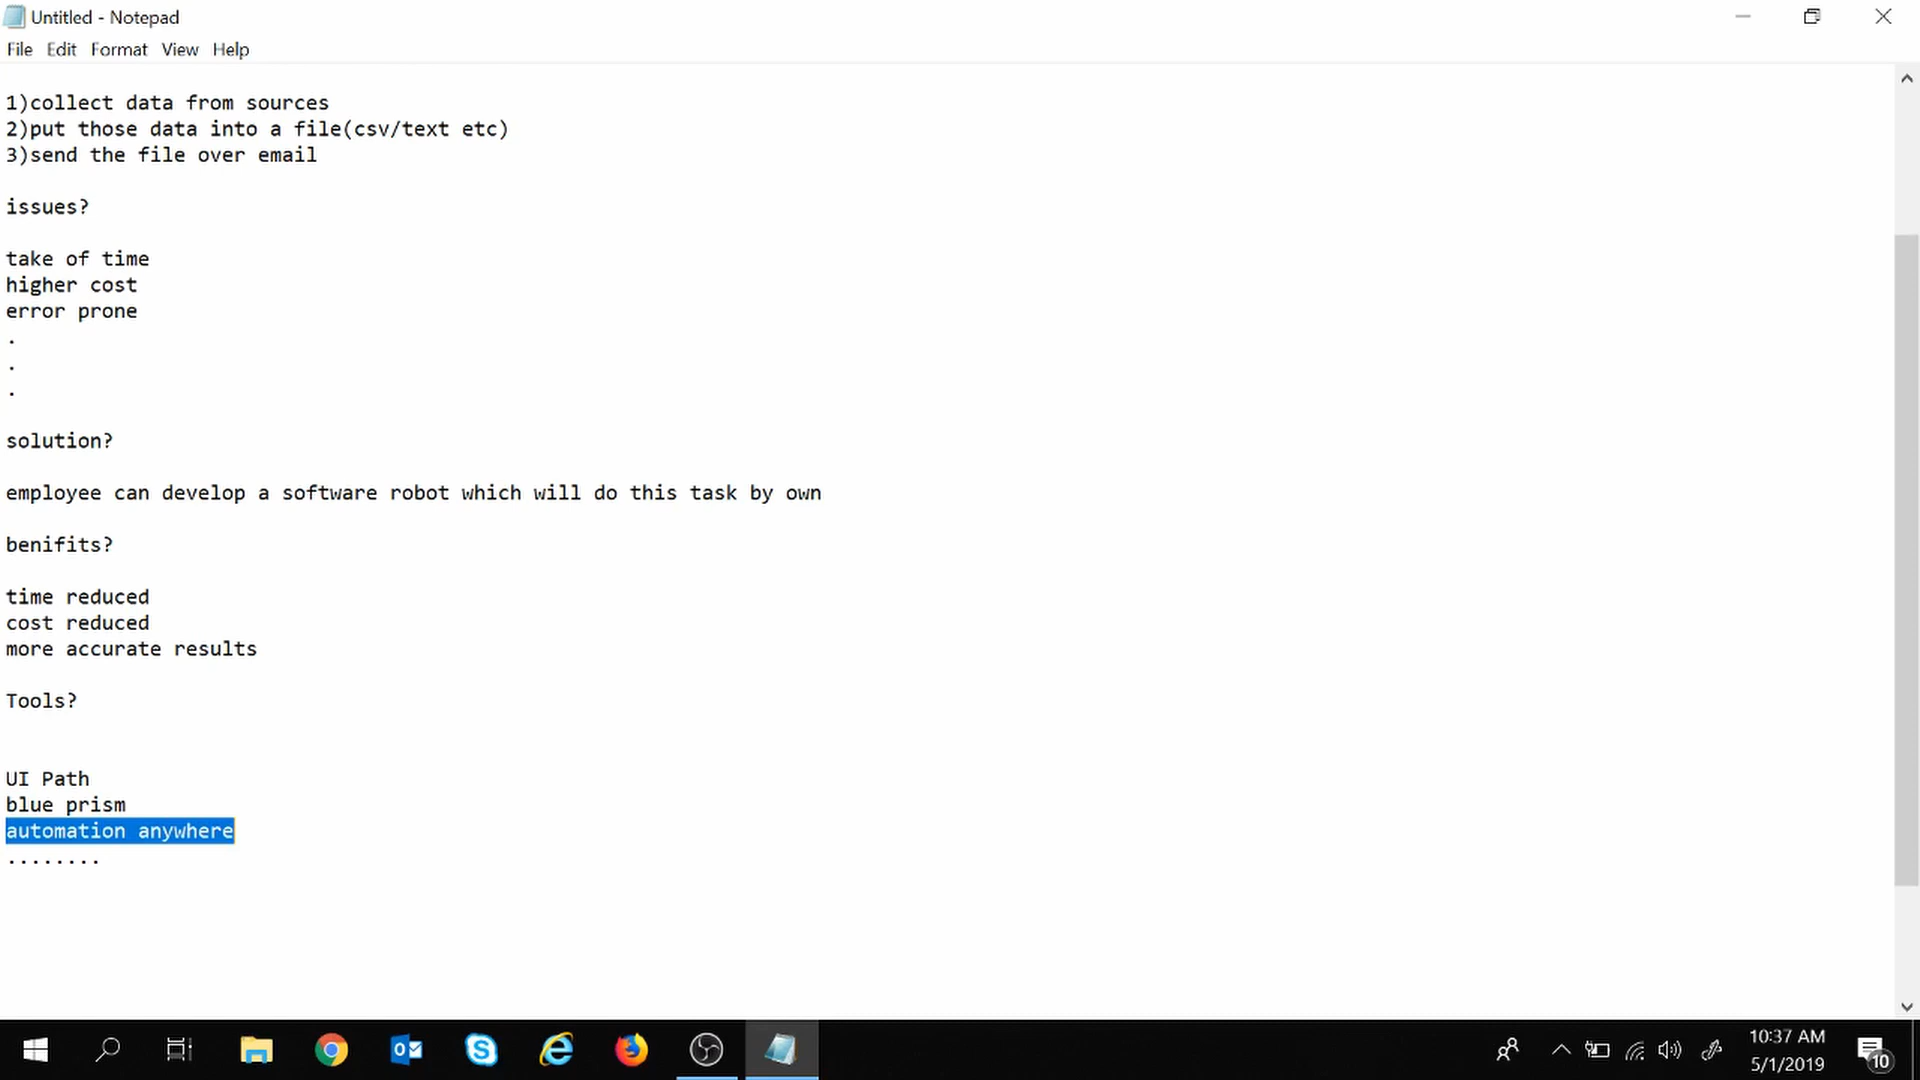 Untitled - Notepad
File Edit Format View Help
1)collect data from sources
2)put those data into a file(csv/text etc)
3)send the file over email
issues?
take of time
higher cost
error prone
.
.
.
solution?
employee can develop a software robot which will do this task by own
benifits?
time reduced
cost reduced
more accurate results
Tools?
UI Path
blue prism
automation anywhere
........
10:37 AM
5/1/2019
10